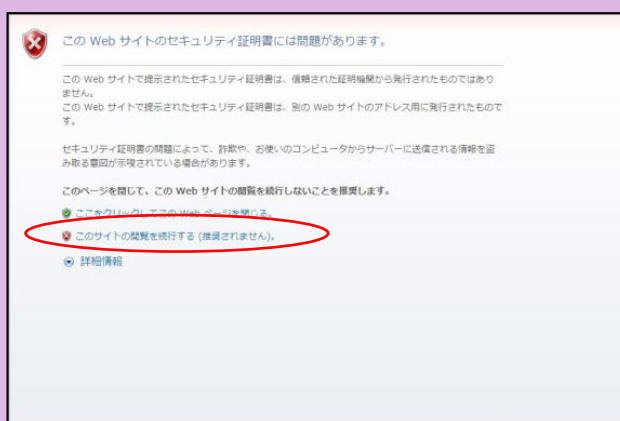 この Web サイトのセキュリティ証明書には問題があります。
この Web サイトで提示されたセキュリティ証明書は、信頼された証明機関から発行されたものではあり
ません。
この Web サイトで提示されたセキュリティ証明書は、別の Web サイトのアドレス用に発行されたもので
す。
セキュリティ証明書の問題によって、詐欺や、お使いのコンピュータからサーバーに送信される情報を盗
み取る意図が示唆されている場合があります。
このページを閉じて、この Web サイトの閲覧を続行しないことを推奨します。
ここをクリックしてこの Web ページを閉じる。
このサイトの閲覧を続行する (推奨されません)。
詳細情報